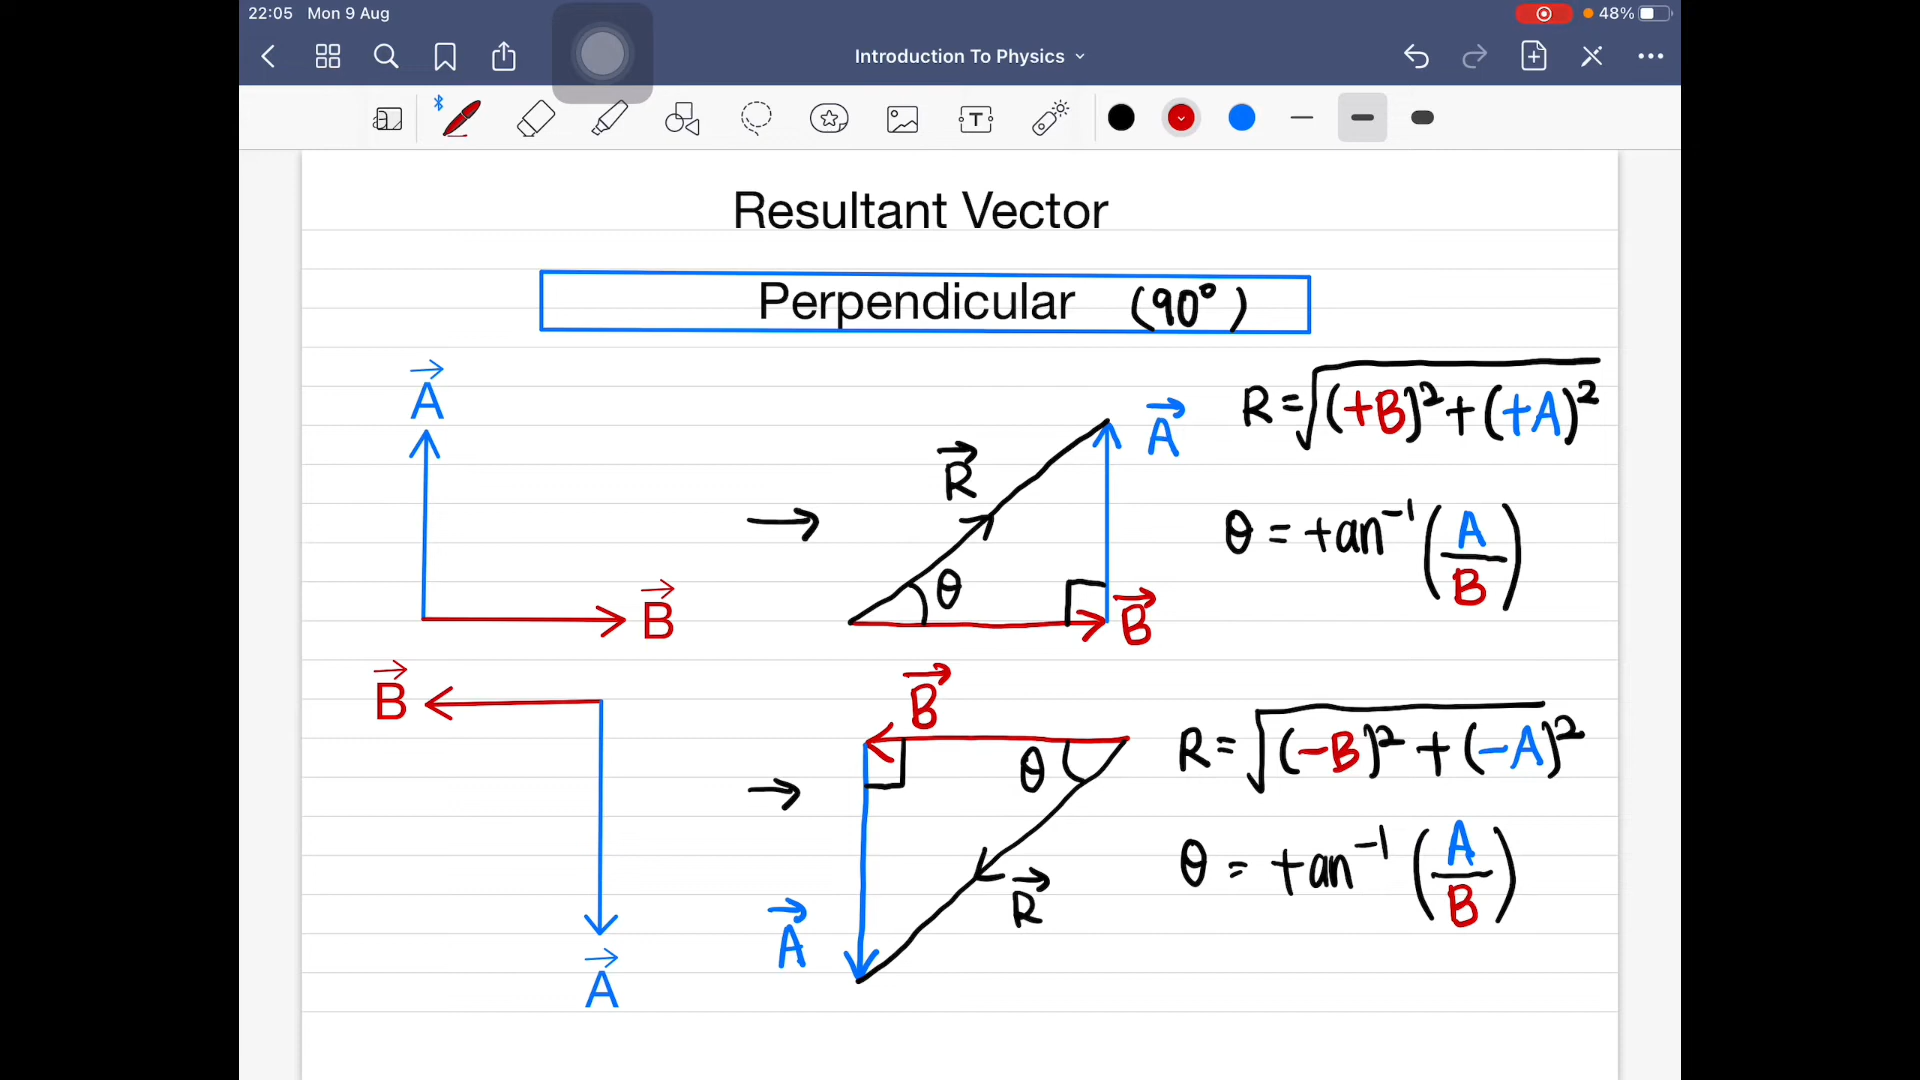 22:05 Mon 9 Aug
48%
Introduction To Physics
Resultant Vector
Perpendicular (90°)
A⃗
B⃗
R⃗
θ
A⃗
B⃗
R = √(+B)² + (+A)²
θ = tan⁻¹ (A/B)
B⃗
A⃗
B⃗
θ
R⃗
A⃗
R = √(-B)² + (-A)²
θ = tan⁻¹ (A/B)